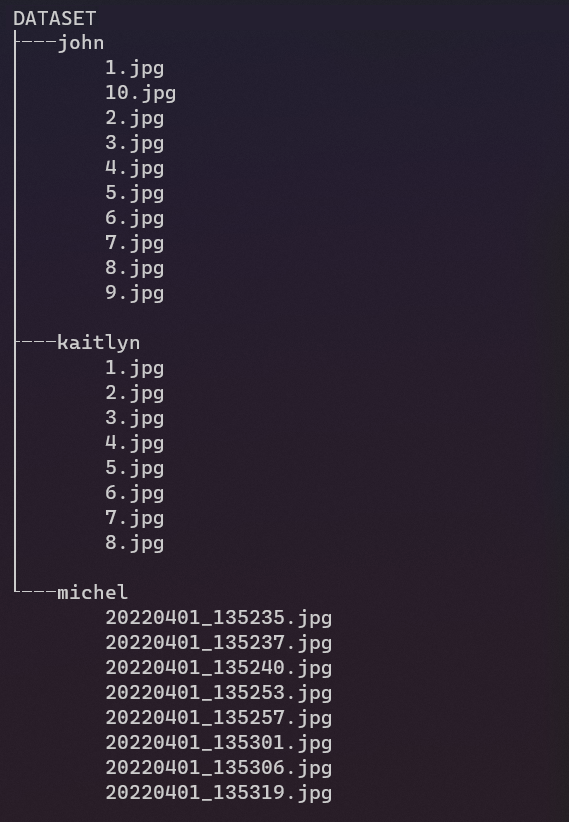 DATASET
├───john
1.jpg
10.jpg
2.jpg
3.jpg
4.jpg
5.jpg
6.jpg
7.jpg
8.jpg
9.jpg
├───kaitlyn
1.jpg
2.jpg
3.jpg
4.jpg
5.jpg
6.jpg
7.jpg
8.jpg
└───michel
20220401_135235.jpg
20220401_135237.jpg
20220401_135240.jpg
20220401_135253.jpg
20220401_135257.jpg
20220401_135301.jpg
20220401_135306.jpg
20220401_135319.jpg